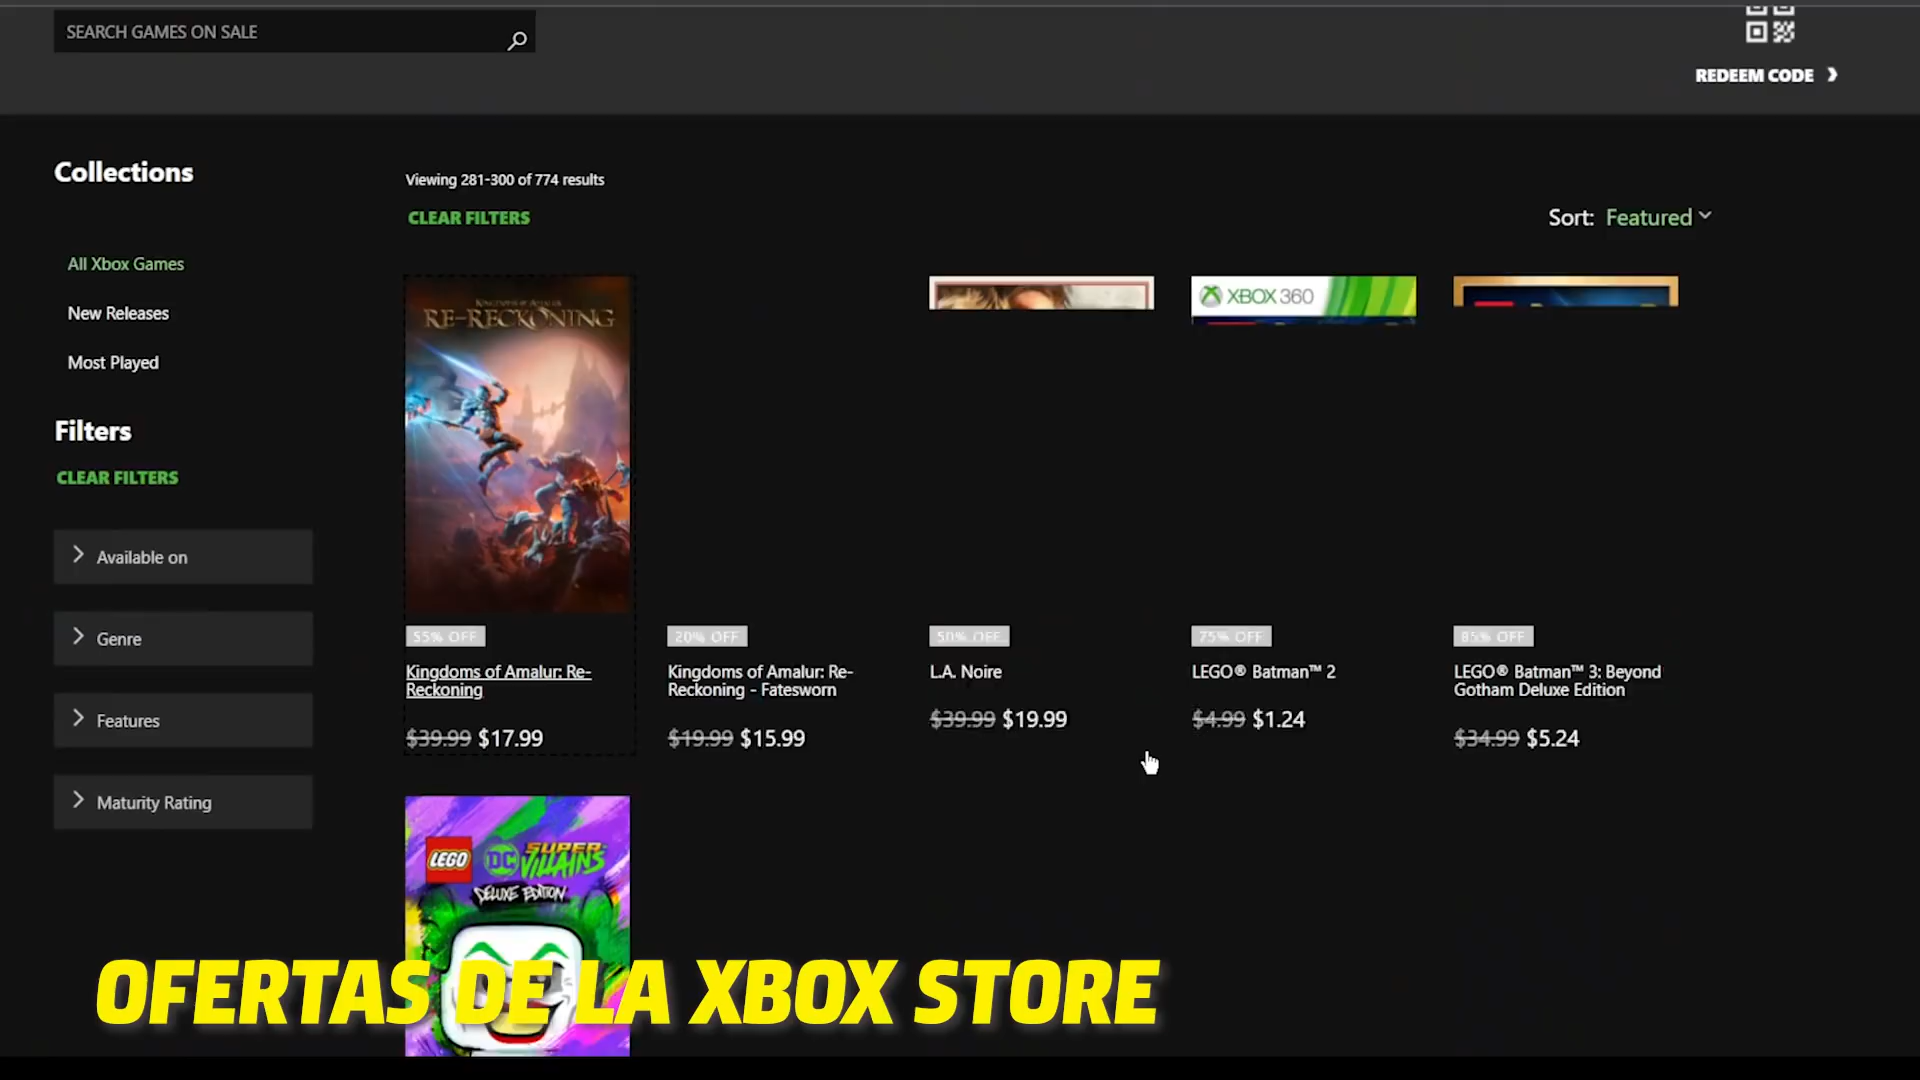 SEARCH GAMES ON SALE
REDEEM CODE
Collections
Viewing 281-300 of 774 results
CLEAR FILTERS
Sort: Featured
All Xbox Games
New Releases
Most Played
Filters
CLEAR FILTERS
Available on
Genre
Features
Maturity Rating
KINGDOMS OF AMALUR
RE-RECKONING
XBOX 360
55% OFF
Kingdoms of Amalur: Re-
Reckoning
$39.99 $17.99
20% OFF
Kingdoms of Amalur: Re-
Reckoning - Fatesworn
$19.99 $15.99
50% OFF
L.A. Noire
$39.99 $19.99
75% OFF
LEGO® Batman™ 2
$4.99 $1.24
85% OFF
LEGO® Batman™ 3: Beyond
Gotham Deluxe Edition
$34.99 $5.24
LEGO DC SUPER-
VILLAINS
DELUXE EDITION
OFERTAS DE LA XBOX STORE